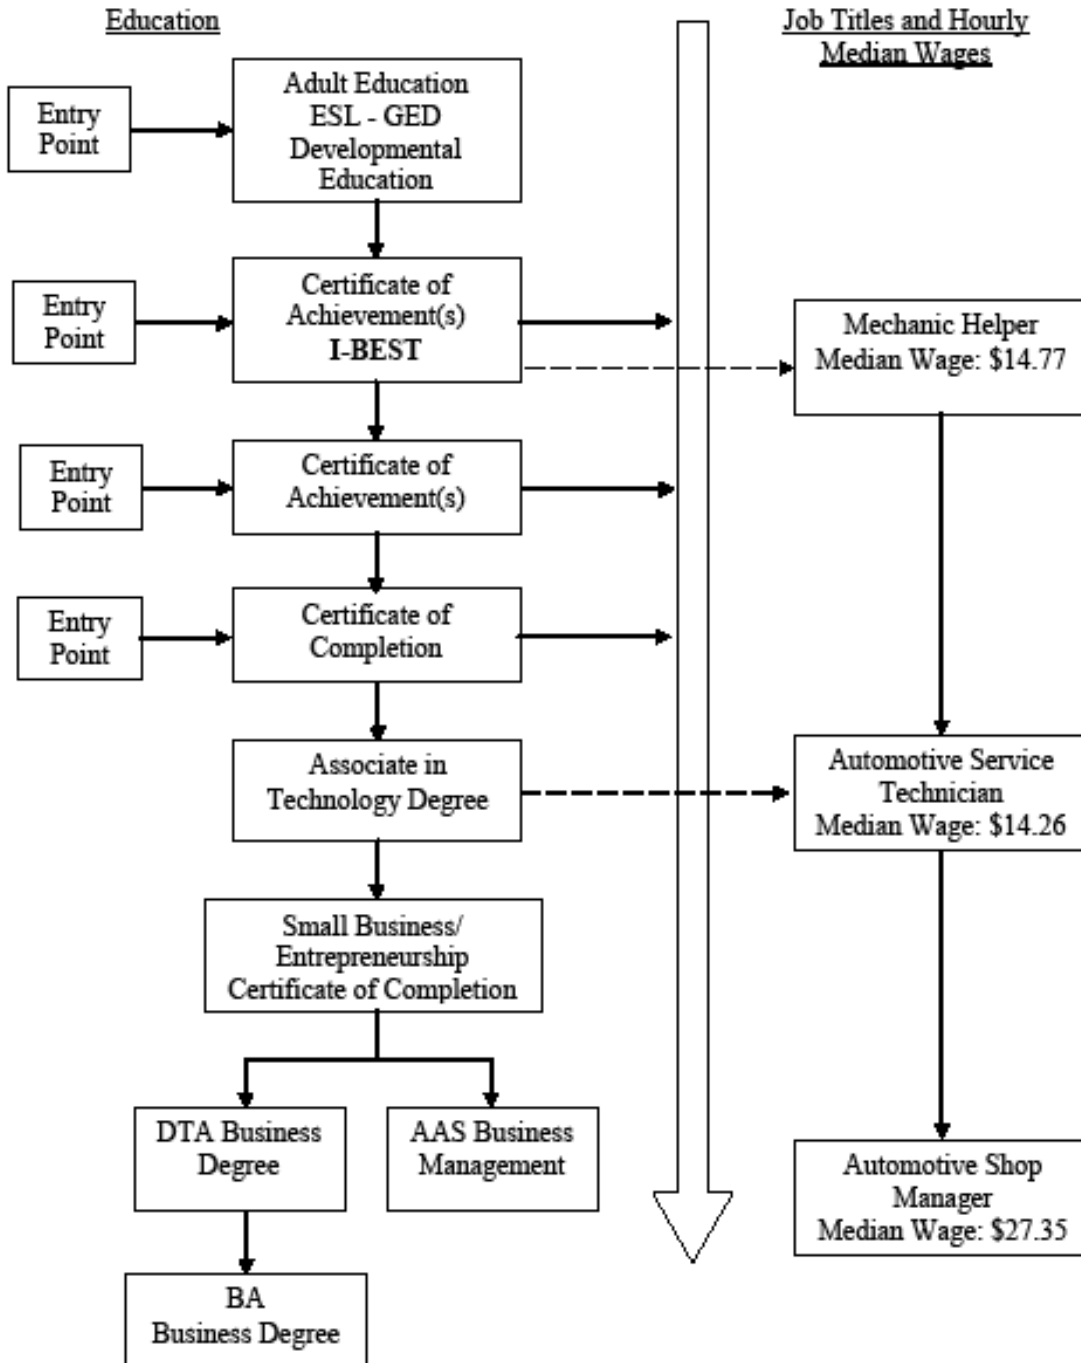 Education
Job Titles and Hourly
Median Wages
Entry
Point
Adult Education
ESL - GED
Developmental
Education
Entry
Point
Certificate of
Achievement(s)
I-BEST
Mechanic Helper
Median Wage: $14.77
Entry
Point
Certificate of
Achievement(s)
Entry
Point
Certificate of
Completion
Associate in
Technology Degree
Automotive Service
Technician
Median Wage: $14.26
Small Business/
Entrepreneurship
Certificate of Completion
DTA Business
Degree
AAS Business
Management
Automotive Shop
Manager
Median Wage: $27.35
BA
Business Degree